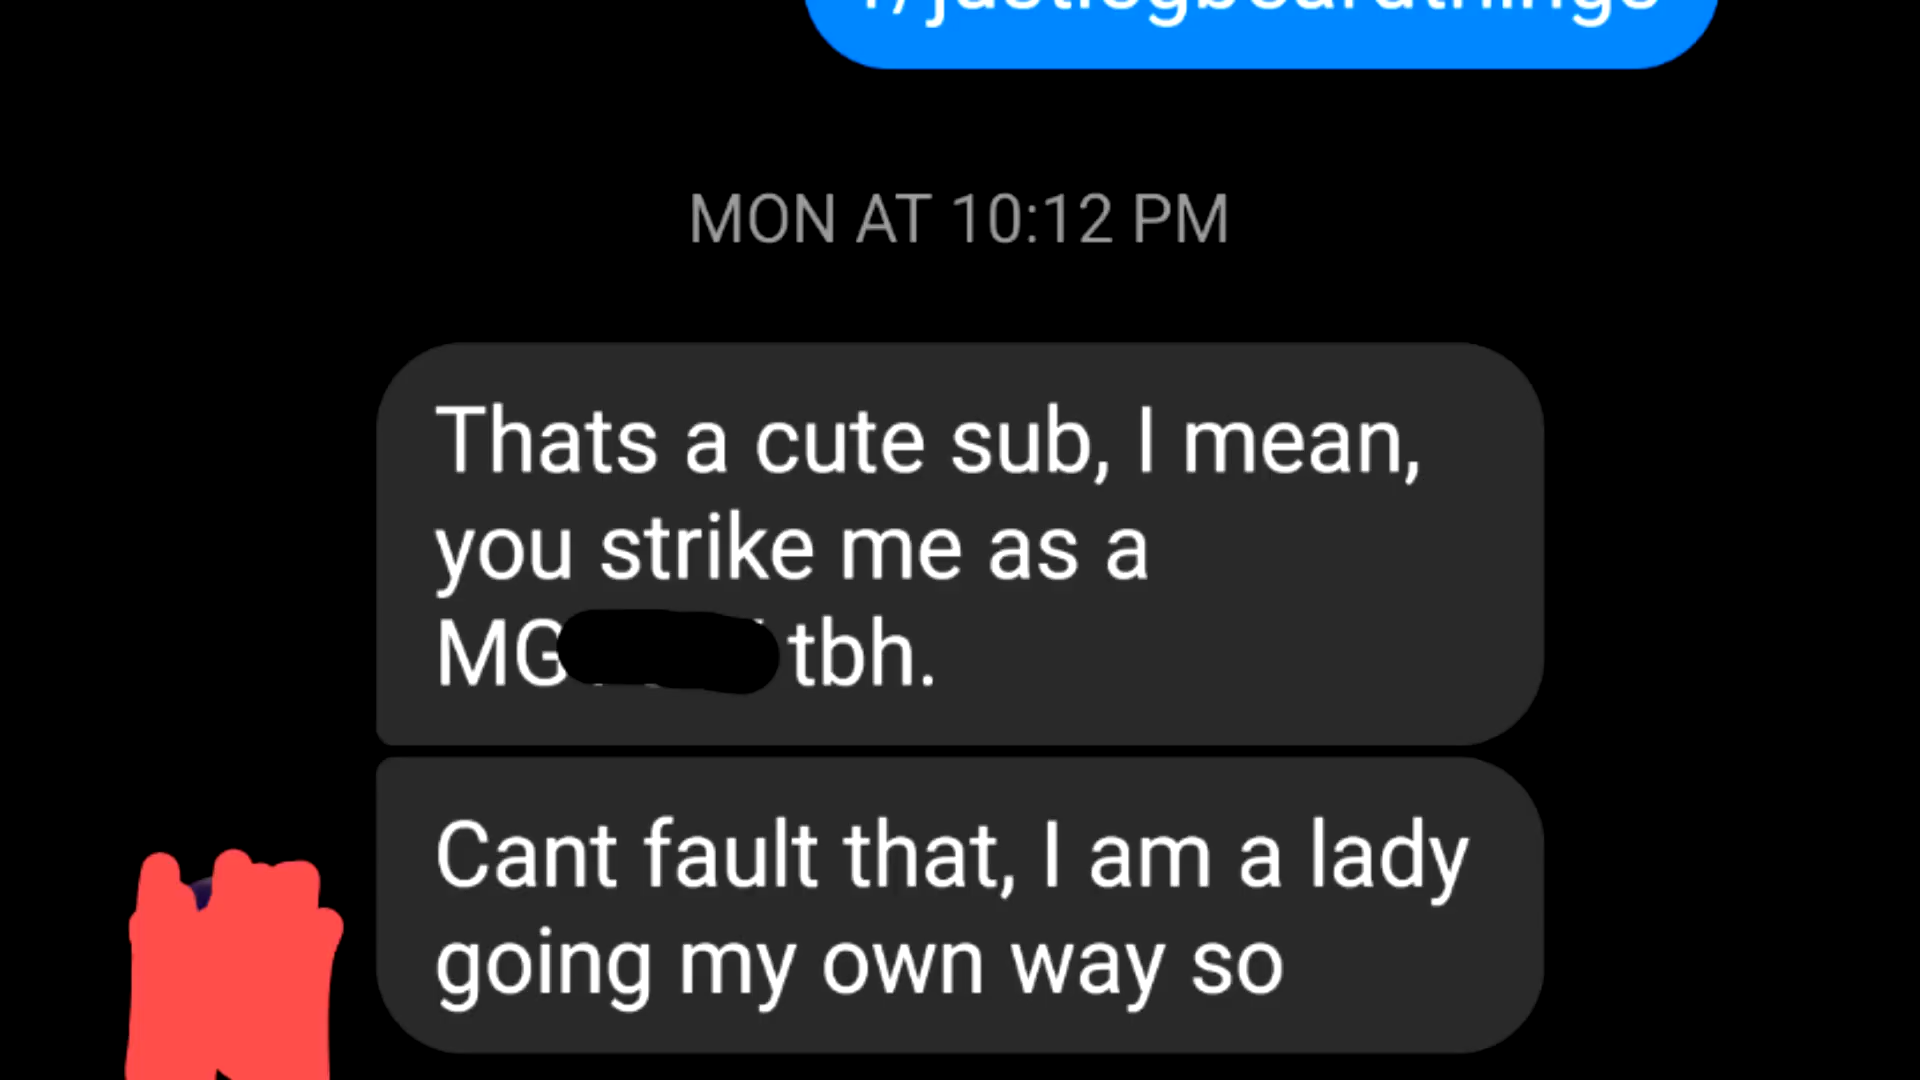 MON AT 10:12 PM
Thats a cute sub, I mean,
you strike me as a
MG tbh.
Cant fault that, I am a lady
going my own way so